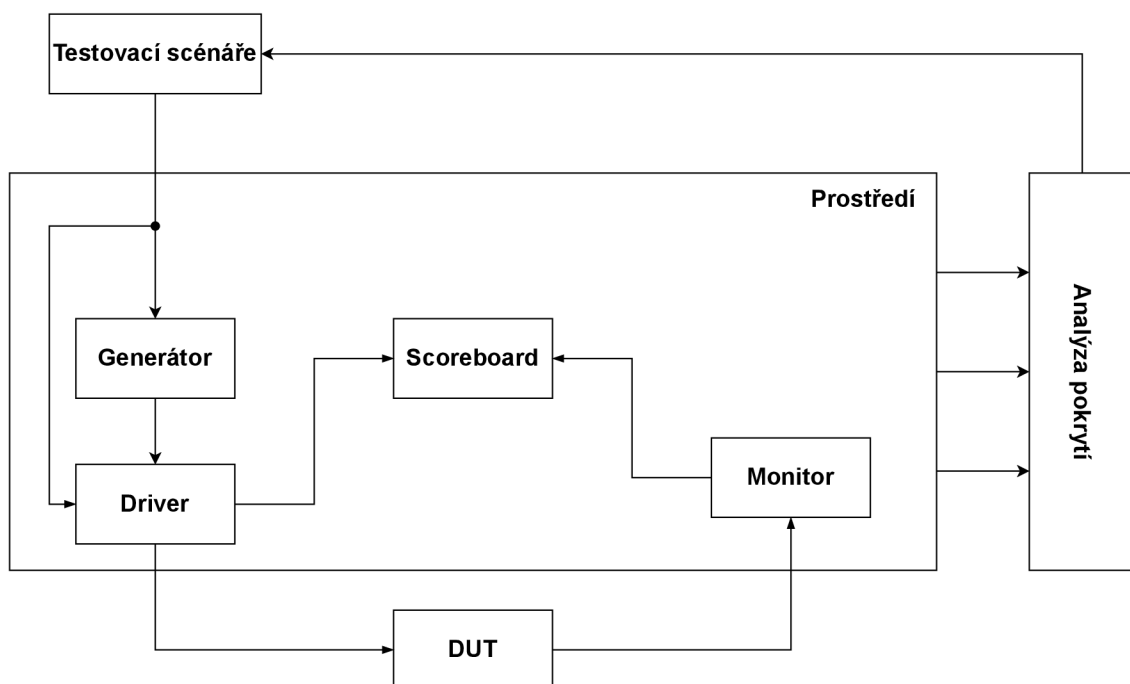 Testovací scénáře
Prostředí
Generátor
Scoreboard
Driver
Monitor
DUT
Analýza pokrytí